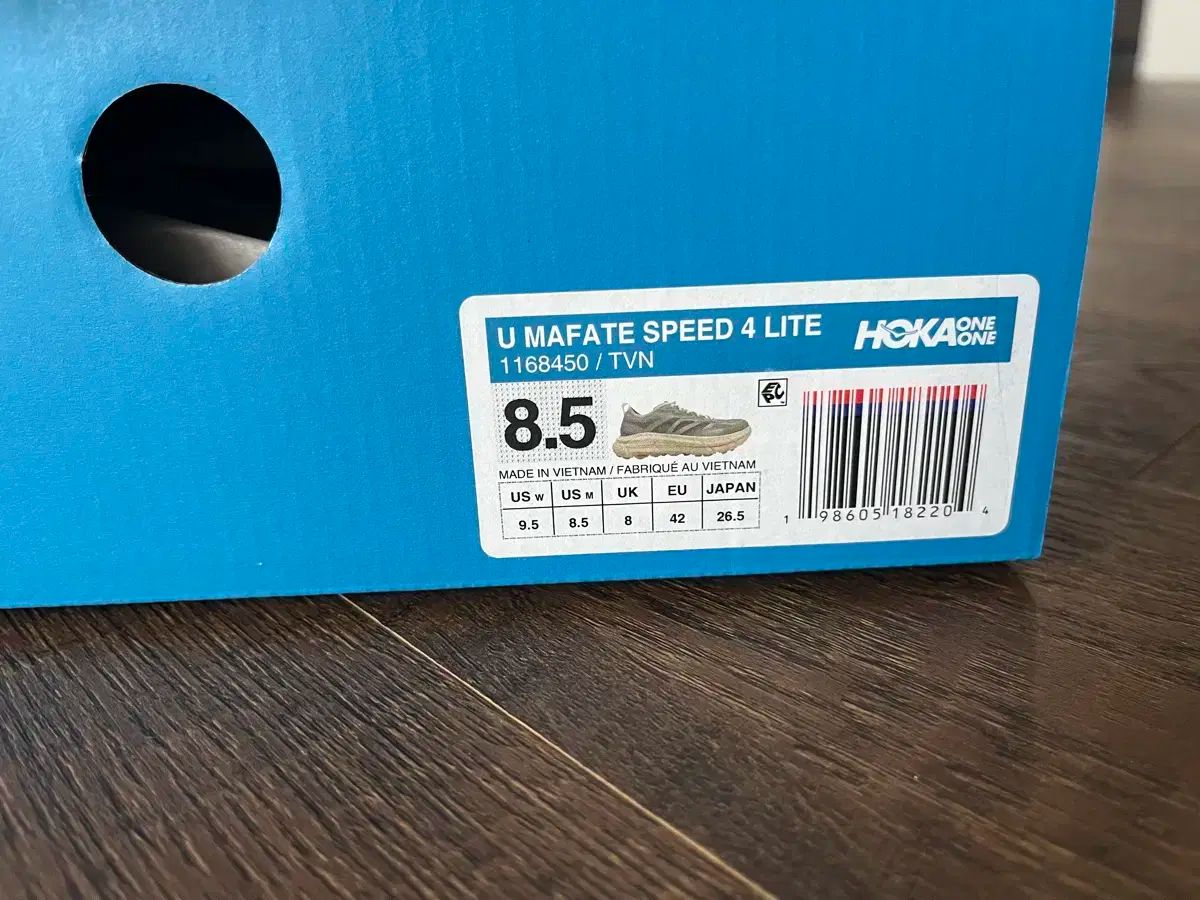 U MAFATE SPEED 4 LITE
1168450 / TVN
HOKA ONE ONE
8.5
MADE IN VIETNAM / FABRIQUÉ AU VIETNAM
US W US M UK EU JAPAN
9.5 8.5 8 42 26.5
1 98605 18220 4